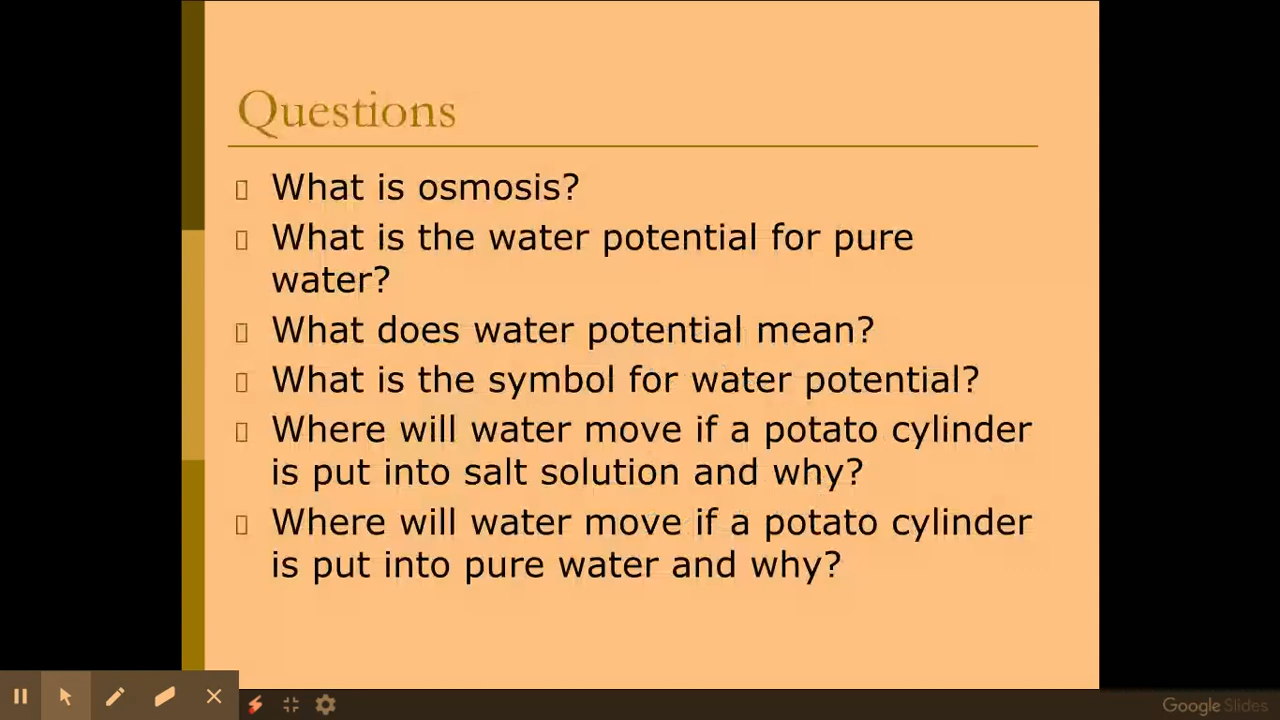 Questions
What is osmosis?
What is the water potential for pure
water?
What does water potential mean?
What is the symbol for water potential?
Where will water move if a potato cylinder
is put into salt solution and why?
Where will water move if a potato cylinder
is put into pure water and why?
Google Slides